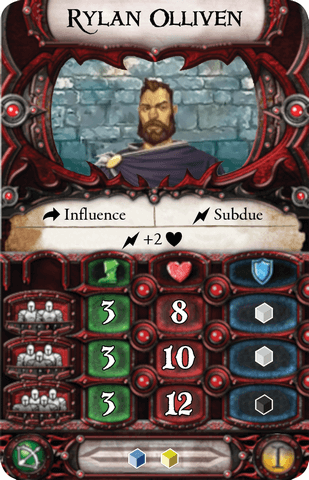 RYLAN OLLIVEN
Influence
Subdue
+2
3 8
3 10
3 12
I